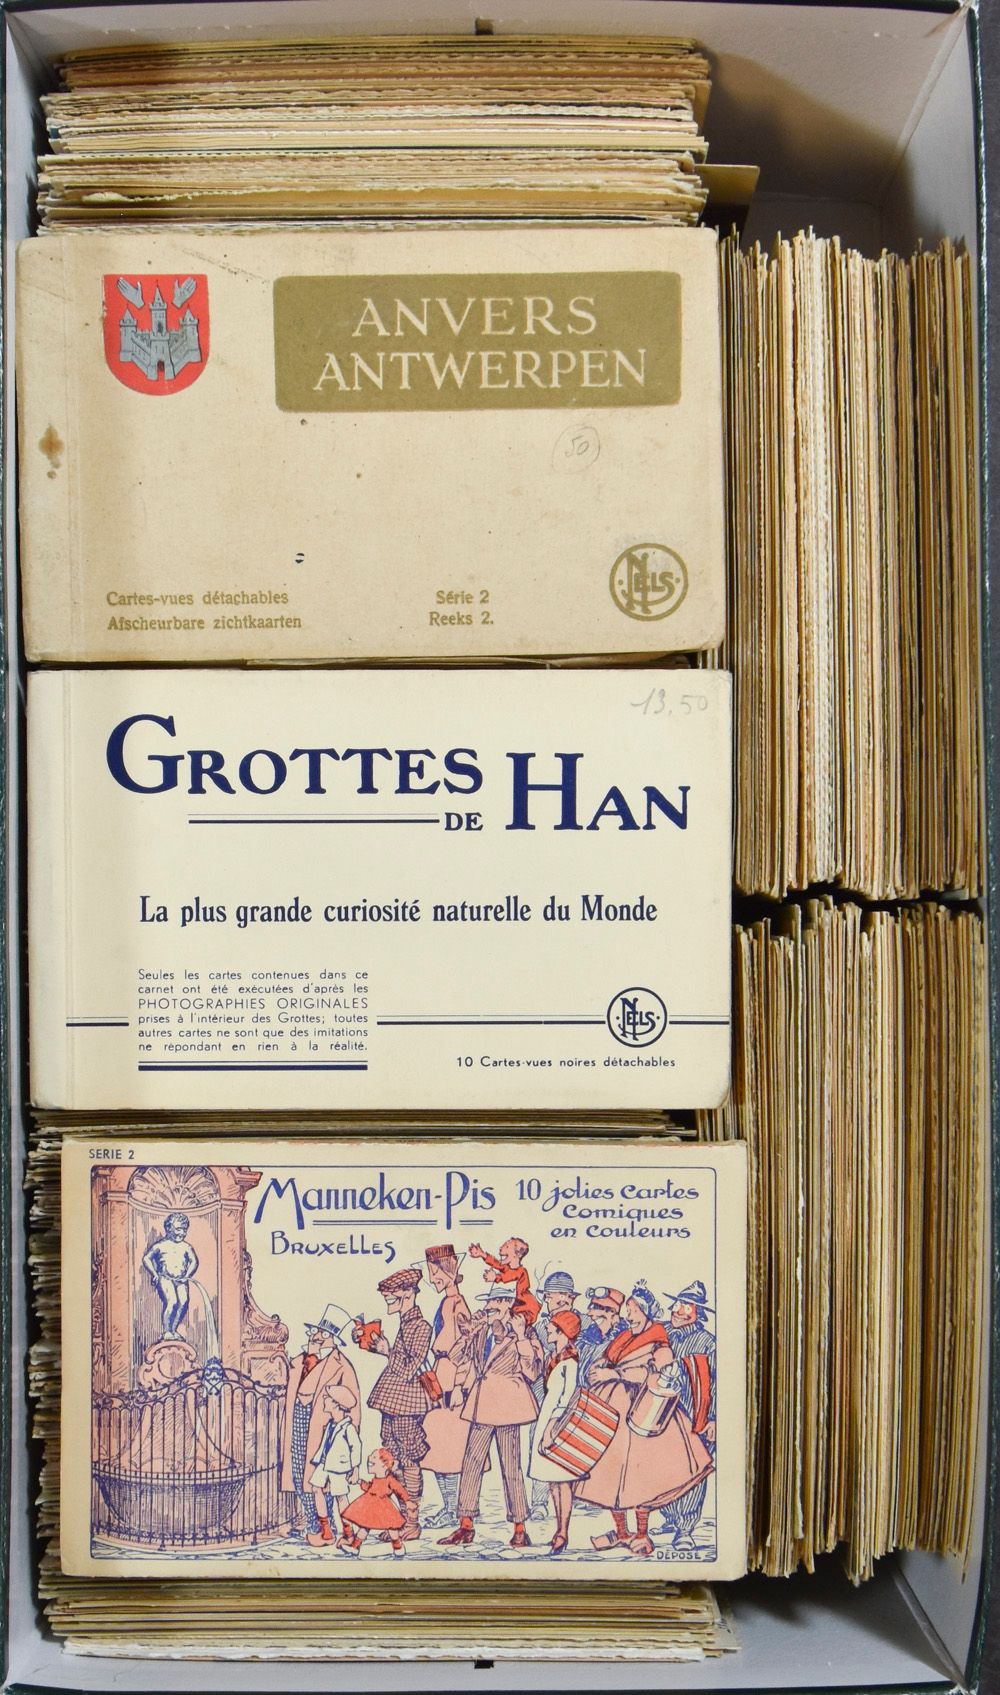 ANVERS
ANTWERPEN
50
Cartes-vues détachables
Afscheurbare zichtkaarten
Série 2
Reeks 2.
NELS
13,50
GROTTES
DE HAN
La plus grande curiosité naturelle du Monde
Seules les cartes contenues dans ce
carnet ont été exécutées d'après les
PHOTOGRAPHIES ORIGINALES
prises à l'intérieur des Grottes; toutes
autres cartes ne sont que des imitations
ne répondant en rien à la réalité.
NELS
10 Cartes-vues noires détachables
SERIE 2
Manneken-Pis
BRUXELLES
10 jolies Cartes
Comiques
en Couleurs
DÉPOSÉ